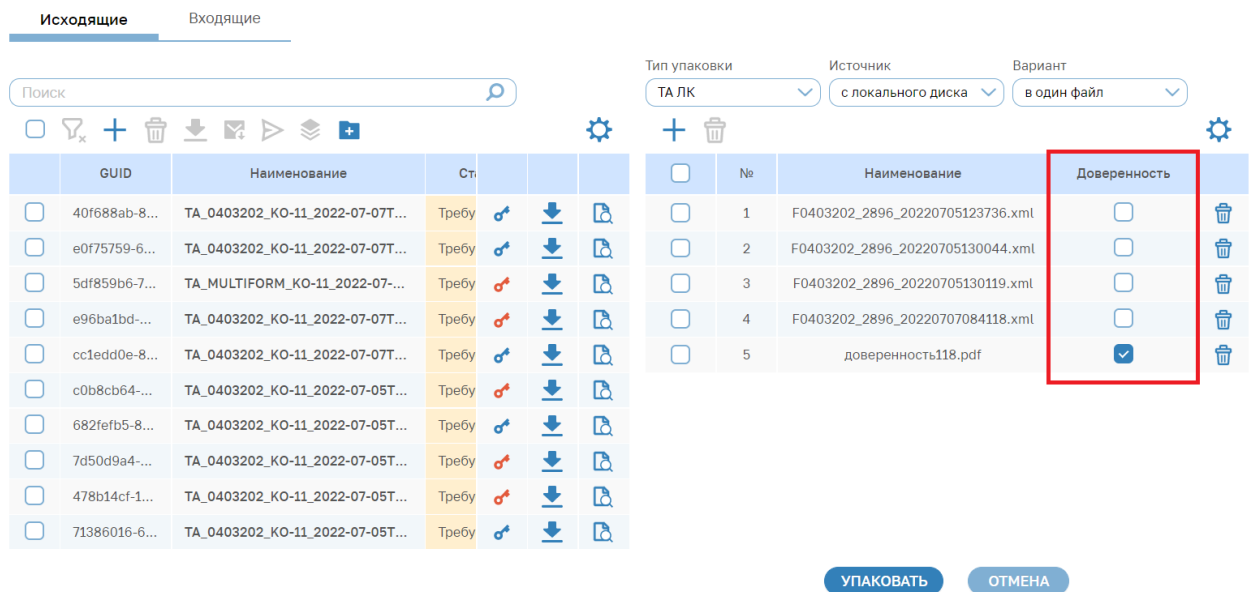 Исходящие Входящие
Тип упаковки Источник Вариант
Поиск ТА ЛК с локального диска в один файл
GUID Наименование Ст № Наименование Доверенность
40f688ab-8... TA_0403202_KO-11_2022-07-07T... Требу 1 F0403202_2896_20220705123736.xml
e0f75759-6... TA_0403202_KO-11_2022-07-07T... Требу 2 F0403202_2896_20220705130044.xml
5df859b6-7... TA_MULTIFORM_KO-11_2022-07-... Требу 3 F0403202_2896_20220705130119.xml
e96ba1bd-... TA_0403202_KO-11_2022-07-07T... Требу 4 F0403202_2896_20220707084118.xml
cc1edd0e-8... TA_0403202_KO-11_2022-07-07T... Требу 5 доверенность118.pdf
c0b8cb64-... TA_0403202_KO-11_2022-07-05T... Требу
682fefb5-8... TA_0403202_KO-11_2022-07-05T... Требу
7d50d9a4-... TA_0403202_KO-11_2022-07-05T... Требу
478b14cf-1... TA_0403202_KO-11_2022-07-05T... Требу
71386016-6... TA_0403202_KO-11_2022-07-05T... Требу
УПАКОВАТЬ ОТМЕНА